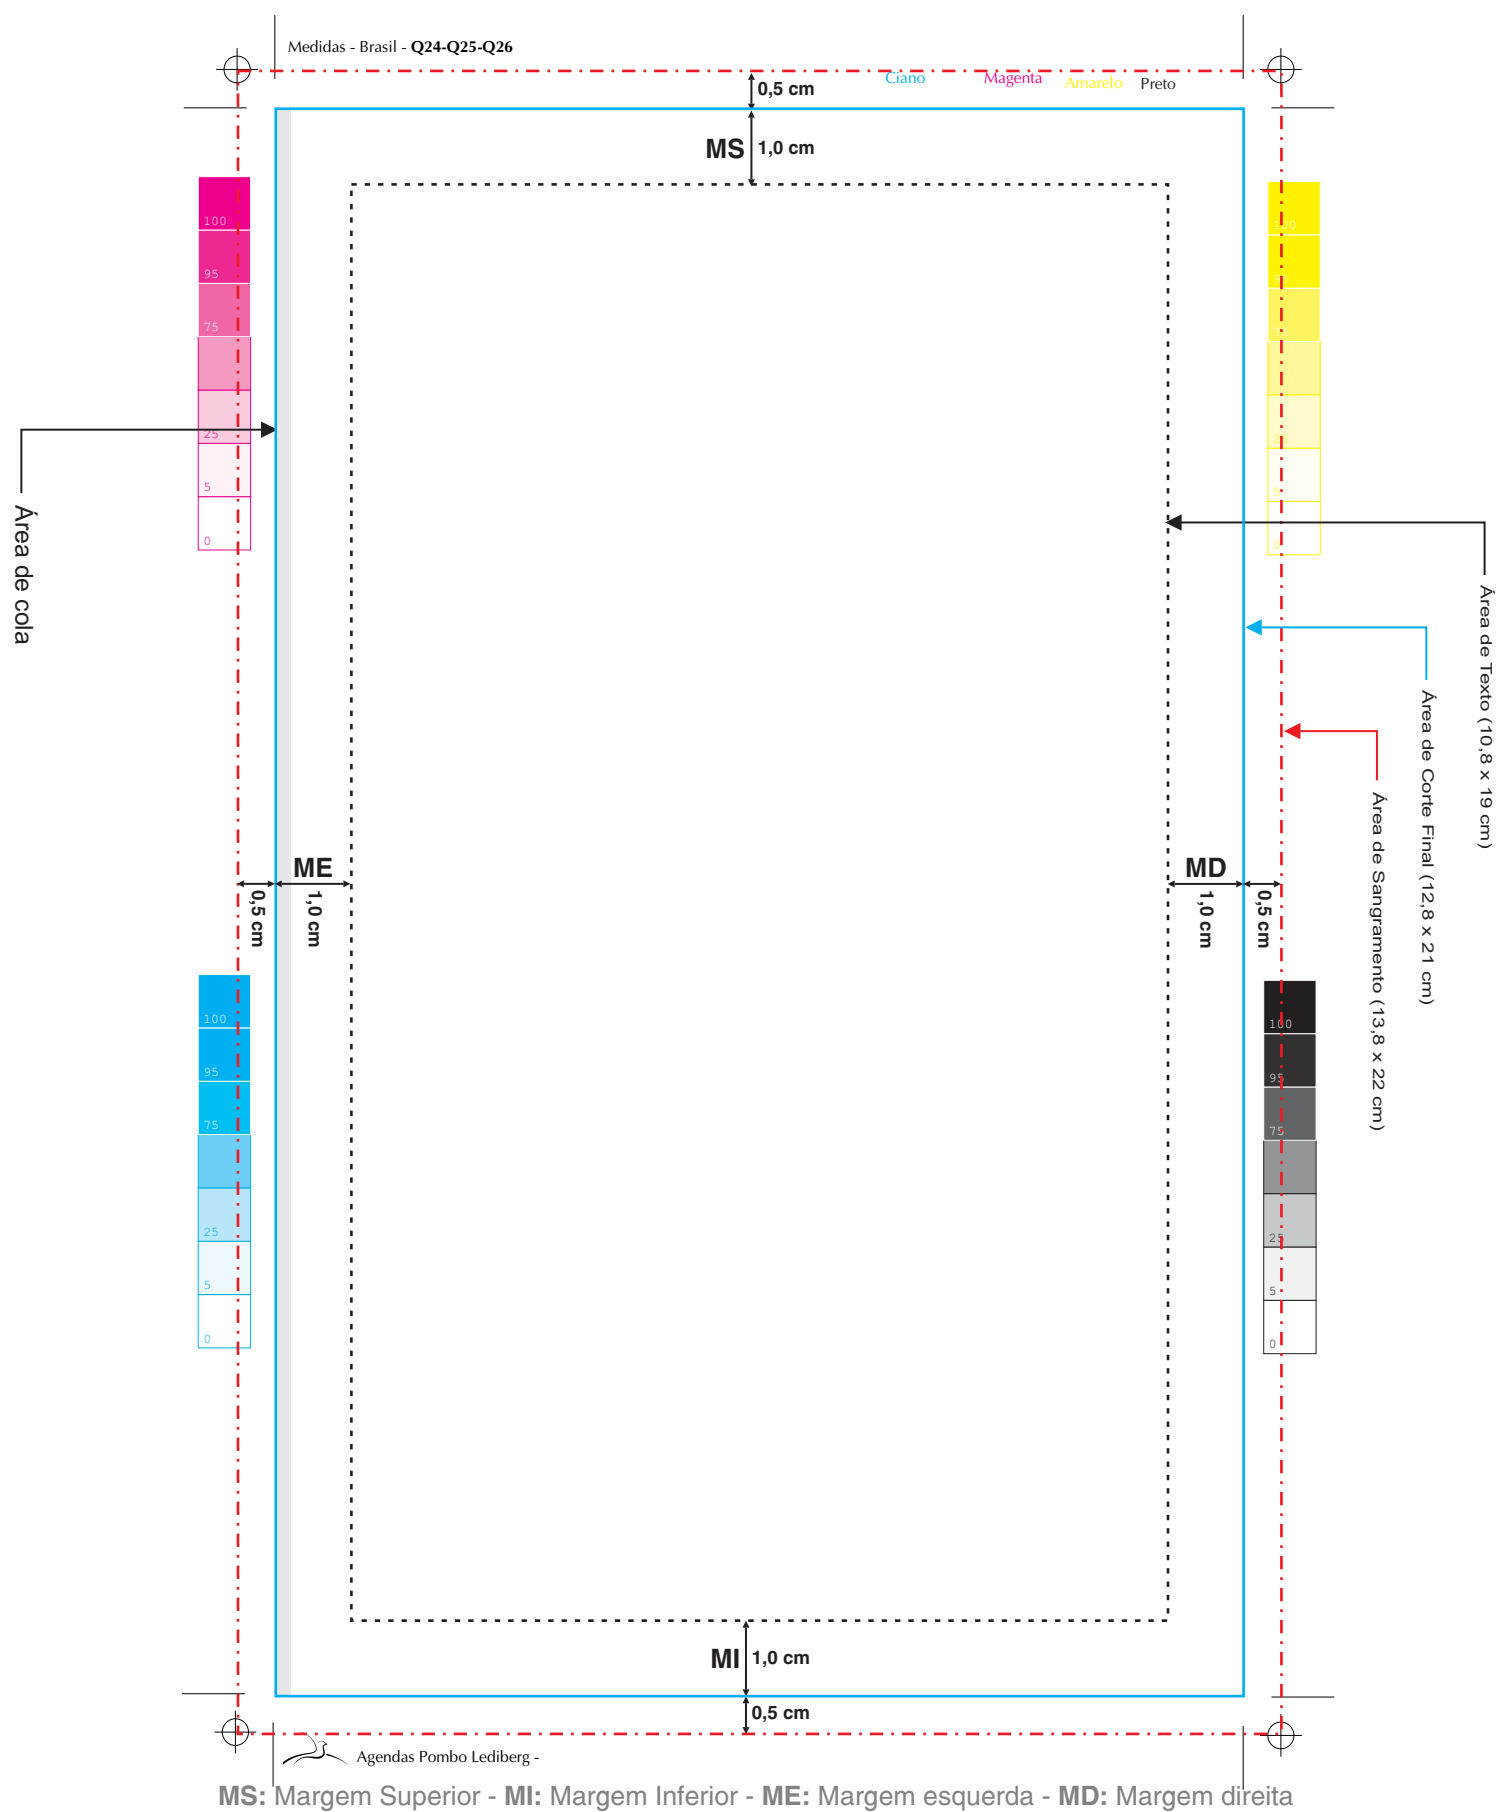 Medidas - Brasil - Q24-Q25-Q26
Ciano
Magenta
Amarelo
Preto
0,5 cm
MS
1,0 cm
100
95
75
25
5
0
100
5
0
Área de cola
Área de Texto (10,8 x 19 cm)
Área de Corte Final (12,8 x 21 cm)
Área de Sangramento (13,8 x 22 cm)
ME
MD
0,5 cm
1,0 cm
1,0 cm
0,5 cm
100
95
75
25
5
0
100
95
75
25
5
0
MI
1,0 cm
0,5 cm
Agendas Pombo Lediberg -
MS: Margem Superior - MI: Margem Inferior - ME: Margem esquerda - MD: Margem direita